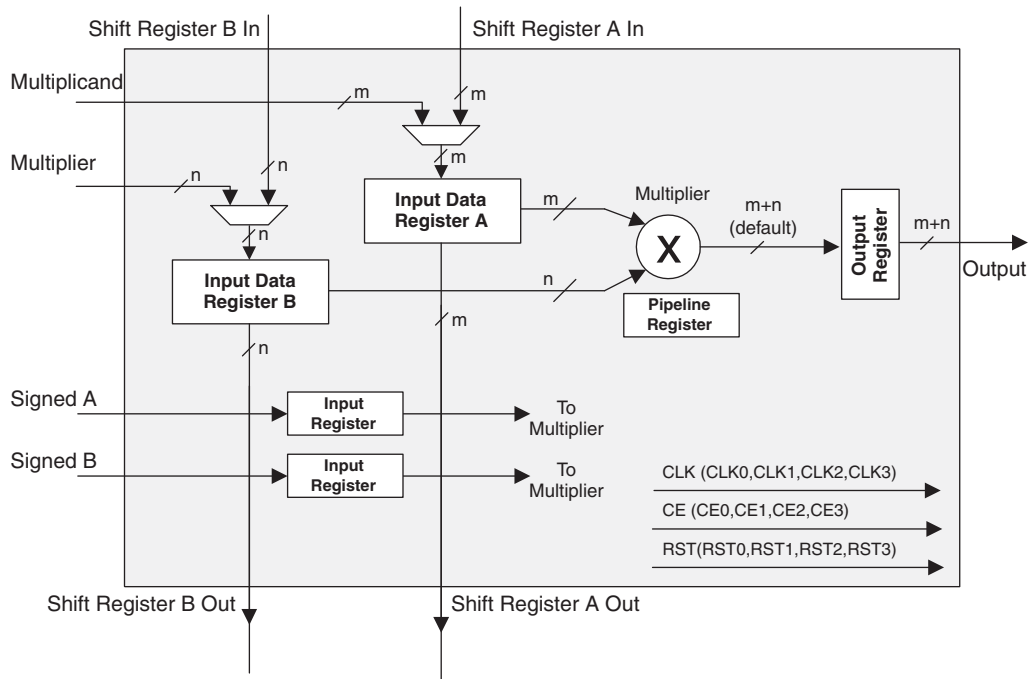 Shift Register B In
Shift Register A In
Multiplicand
m
m
Multiplier
n
n
m
Input Data
Register A
m
Multiplier
X
m+n
(default)
Output
Register
m+n
Output
n
Input Data
Register B
n
Pipeline
Register
m
n
Signed A
Input
Register
To
Multiplier
Signed B
Input
Register
To
Multiplier
CLK (CLK0,CLK1,CLK2,CLK3)
CE (CE0,CE1,CE2,CE3)
RST(RST0,RST1,RST2,RST3)
Shift Register B Out
Shift Register A Out